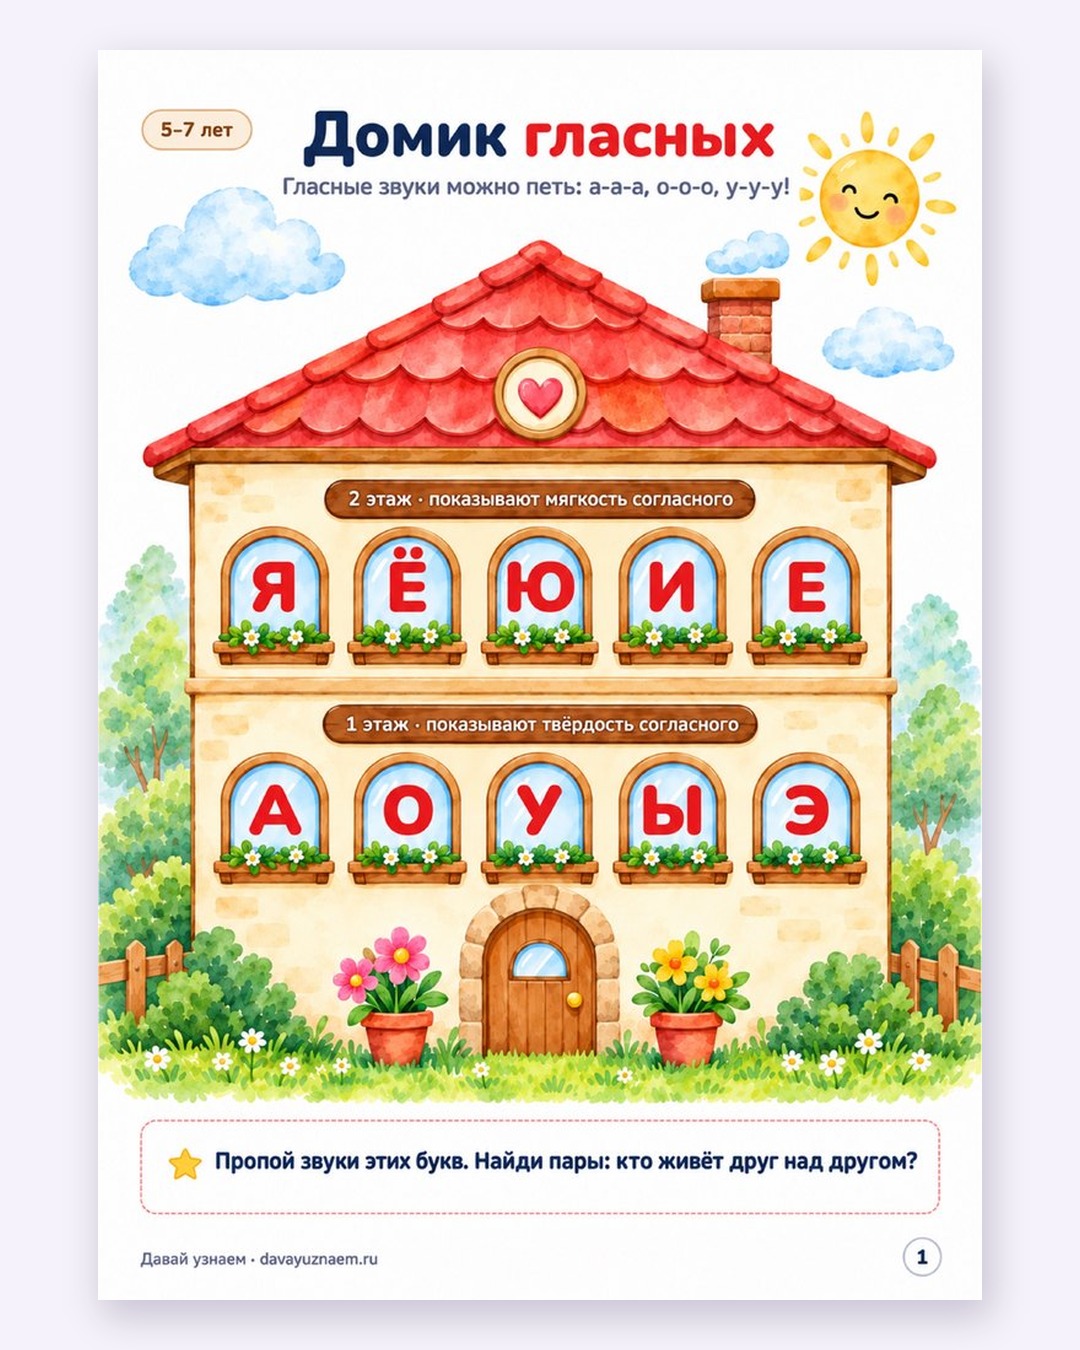 5–7 лет
Домик гласных
Гласные звуки можно петь: а-а-а, о-о-о, у-у-у!
2 этаж · показывают мягкость согласного
Я Ё Ю И Е
1 этаж · показывают твёрдость согласного
А О У Ы Э
Пропой звуки этих букв. Найди пары: кто живёт друг над другом?
Давай узнаем · davayuznaem.ru
1